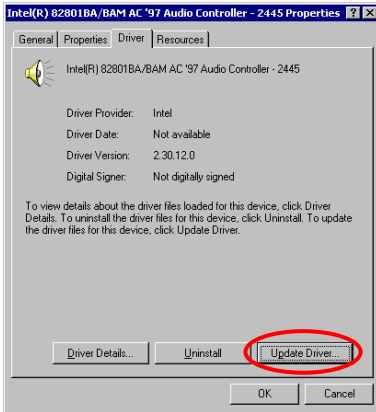 Intel(R) 82801BA/BAM AC '97 Audio Controller - 2445 Properties
General Properties Driver Resources
Intel(R) 82801BA/BAM AC '97 Audio Controller - 2445
Driver Provider: Intel
Driver Date: Not available
Driver Version: 2.30.12.0
Digital Signer: Not digitally signed
To view details about the driver files loaded for this device, click Driver
Details. To uninstall the driver files for this device, click Uninstall. To update
the driver files for this device, click Update Driver.
Driver Details... Uninstall Update Driver...
OK Cancel